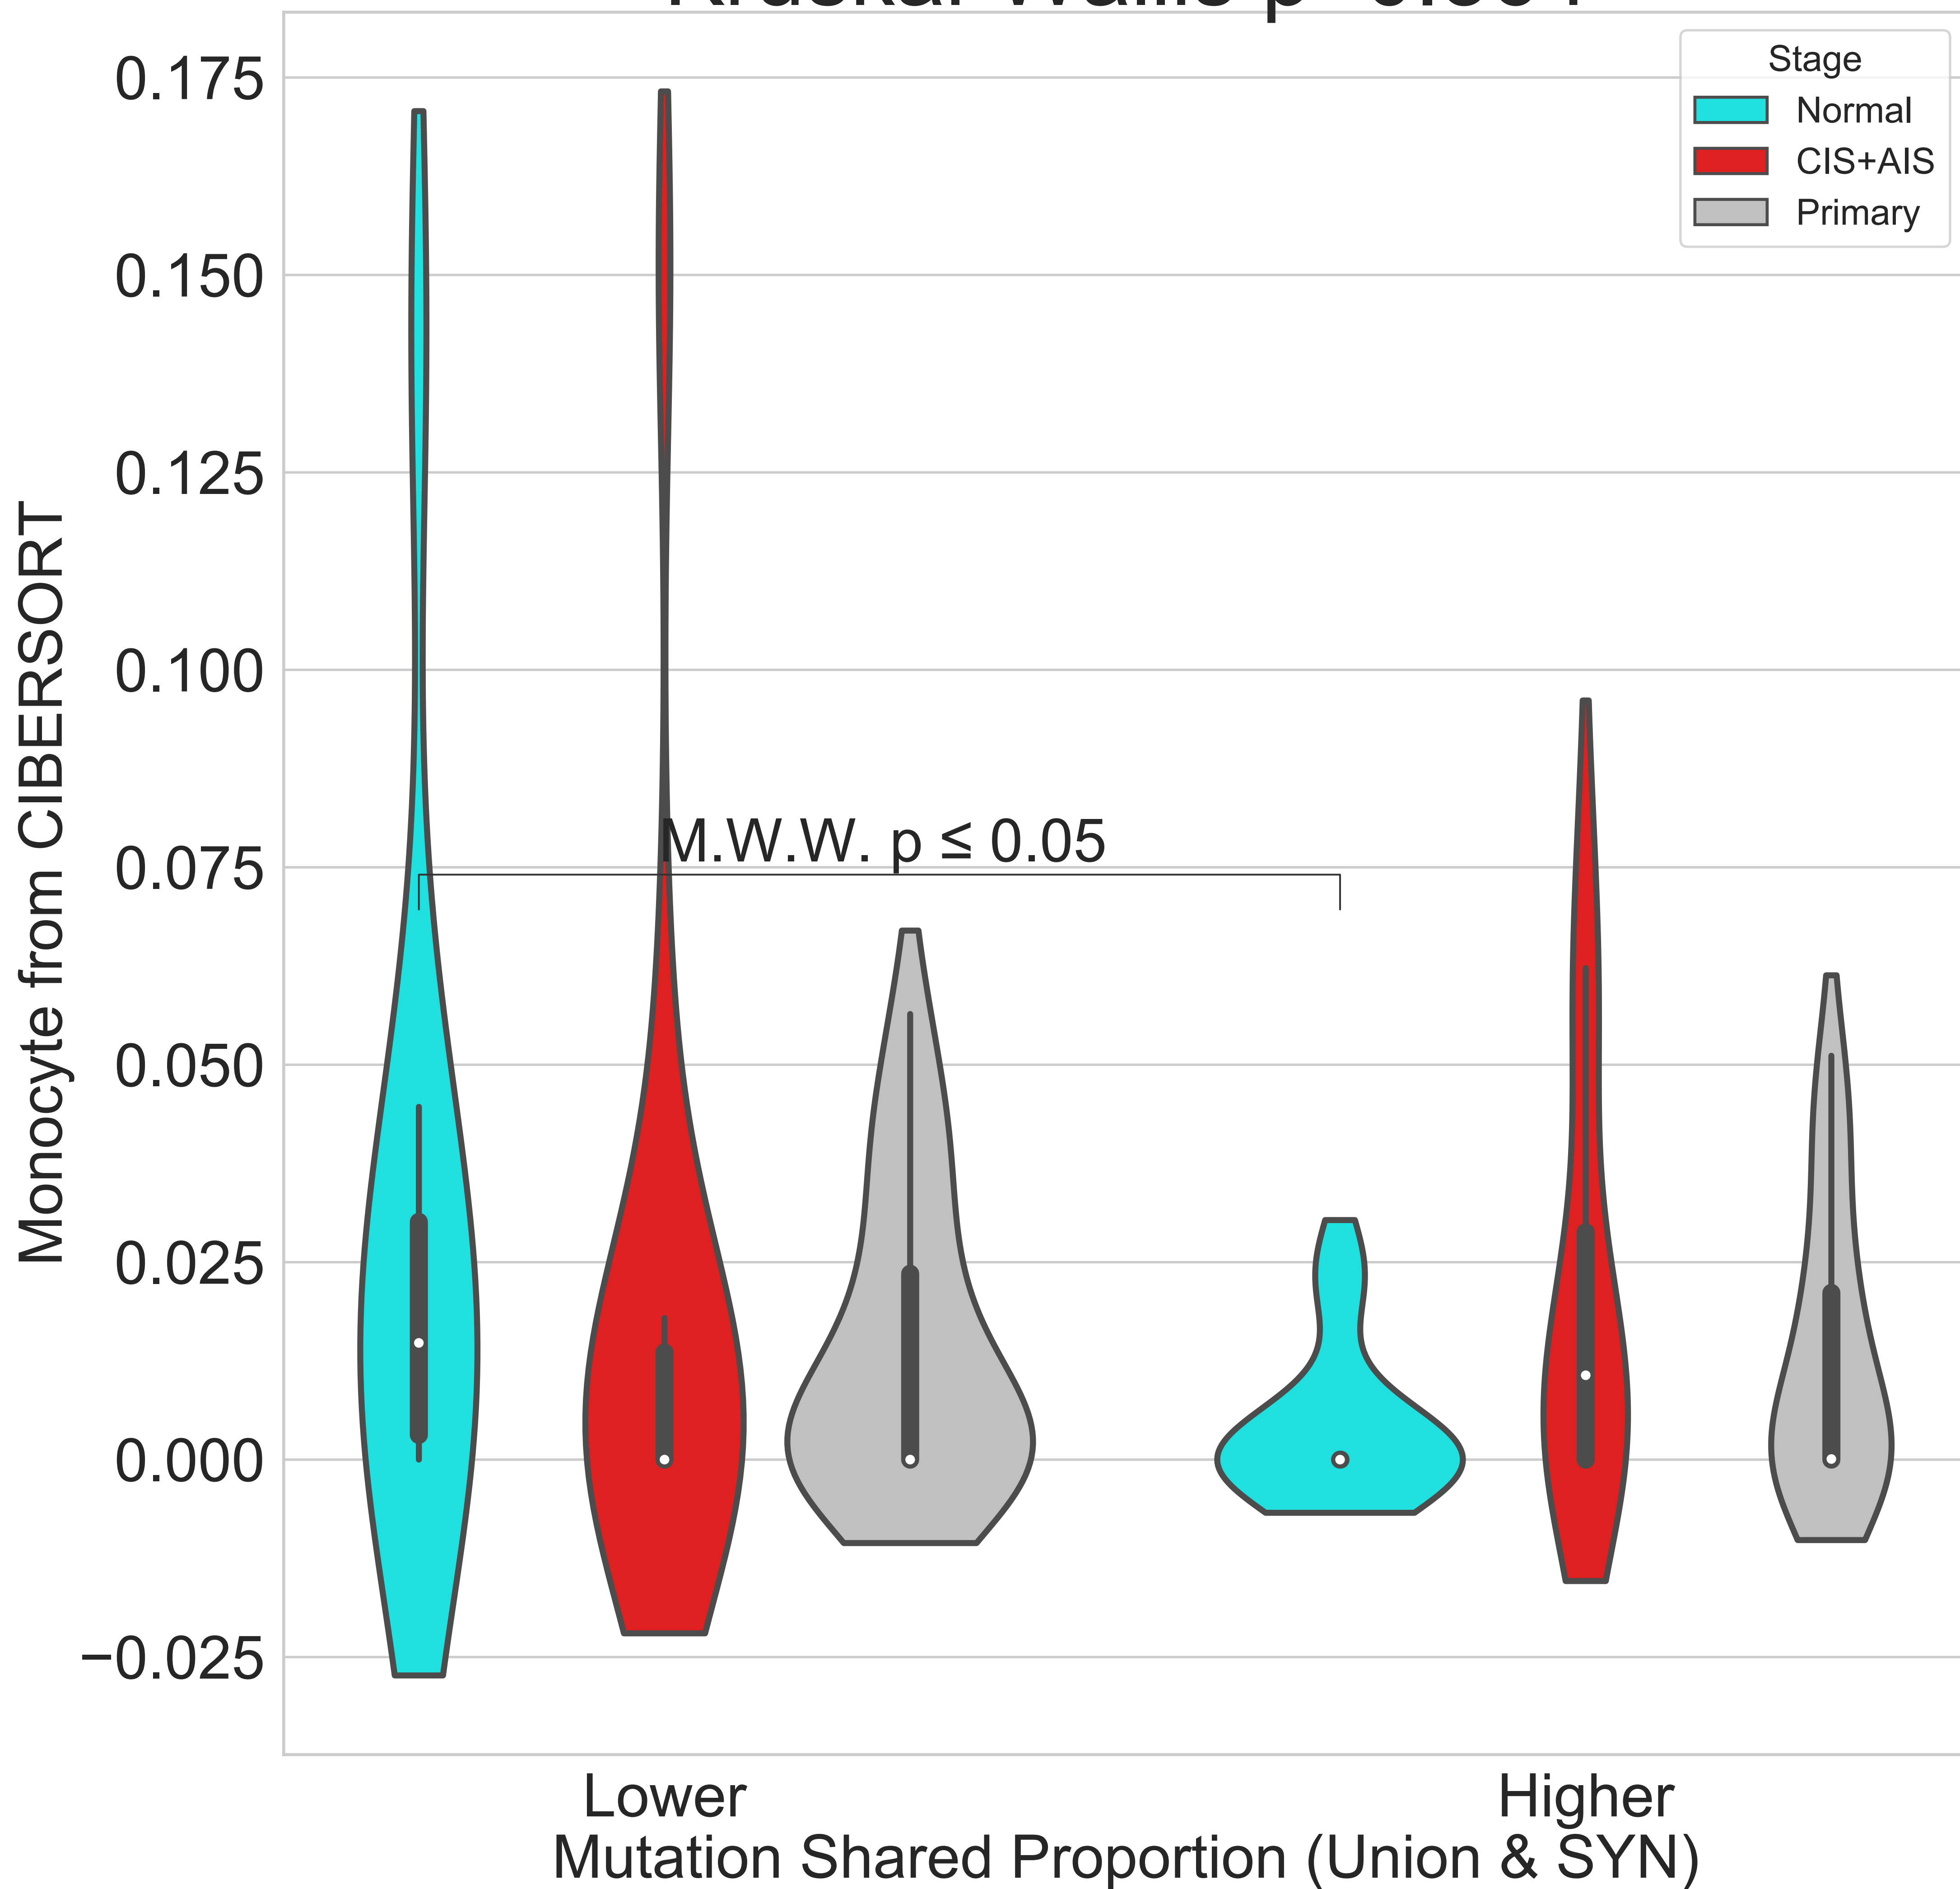 Stage
Normal
CIS+AIS
Primary
0.175
0.150
0.125
0.100
0.075
0.050
0.025
0.000
−0.025
Monocyte from CIBERSORT
M.W.W. p ≤ 0.05
Lower
Higher
Mutation Shared Proportion (Union & SYN)